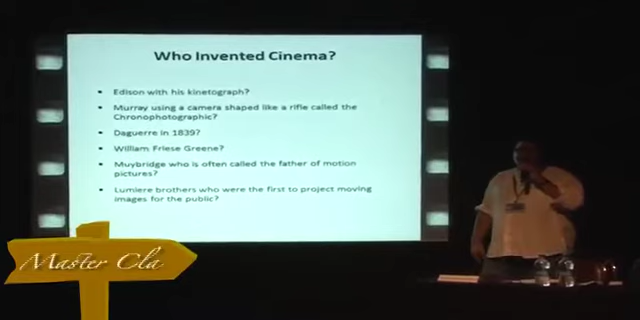 Who Invented Cinema?
• Edison with his kinetograph?
• Murray using a camera shaped like a rifle called the
Chronophotographic?
• Daguerre in 1839?
• William Friese Greene?
• Muybridge who is often called the father of motion
pictures?
• Lumiere brothers who were the first to project moving
images for the public?
Master Cla